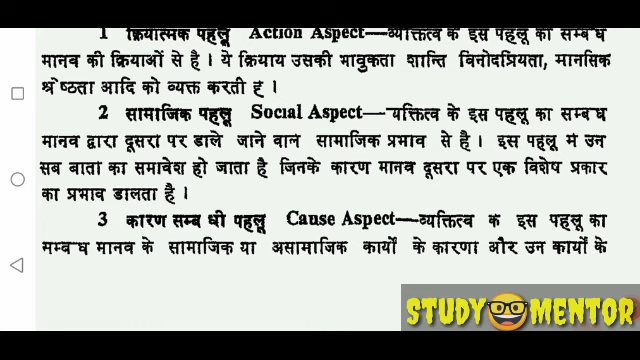 1 क्रियात्मक पहलू Action Aspect—व्यक्तित्व के इस पहलू का सम्बन्ध
मानव की क्रियाओं से है । ये क्रियाय उसकी भावुकता शान्ति विनोदप्रियता, मानसिक
श्रेष्ठता आदि को व्यक्त करती ह ।
2 सामाजिक पहलू Social Aspect—यक्तित्व के इस पहलू का सम्बन्ध
मानव द्वारा दूसरा पर डाले जाने वाल सामाजिक प्रभाव से है । इस पहलू म उन
सब बाता का समावेश हो जाता है जिनके कारण मानव दूसरा पर एक विशेष प्रकार
का प्रभाव डालता है ।
3 कारण सम्ब धी पहलू Cause Aspect—व्यक्तित्व क इस पहलू का
सम्ब ध मानव के सामाजिक या असामाजिक कार्यों के कारणा और उन कार्यों के
STUDY MENTOR